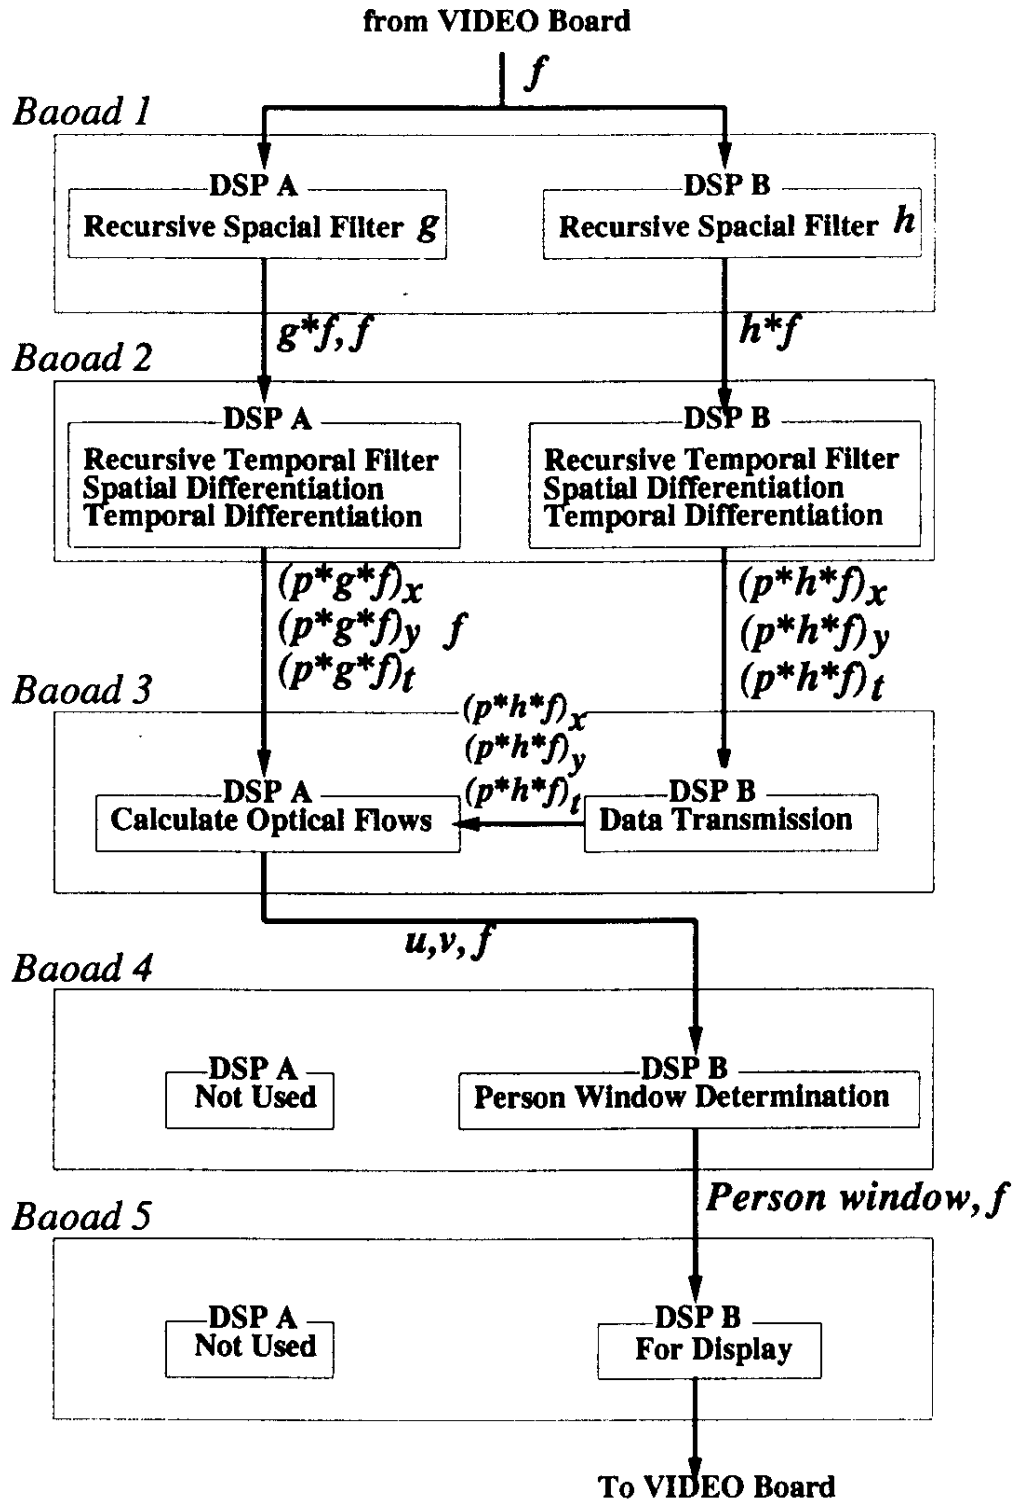 from VIDEO Board
f
Baoad 1
DSP A
Recursive Spacial Filter g
DSP B
Recursive Spacial Filter h
g*f, f
h*f
Baoad 2
DSP A
Recursive Temporal Filter
Spatial Differentiation
Temporal Differentiation
DSP B
Recursive Temporal Filter
Spatial Differentiation
Temporal Differentiation
(p*g*f)x
(p*g*f)y f
(p*g*f)t
(p*h*f)x
(p*h*f)y
(p*h*f)t
Baoad 3
(p*h*f)x
(p*h*f)y
(p*h*f)t
DSP A
Calculate Optical Flows
DSP B
Data Transmission
u,v, f
Baoad 4
DSP A
Not Used
DSP B
Person Window Determination
Person window, f
Baoad 5
DSP A
Not Used
DSP B
For Display
To VIDEO Board